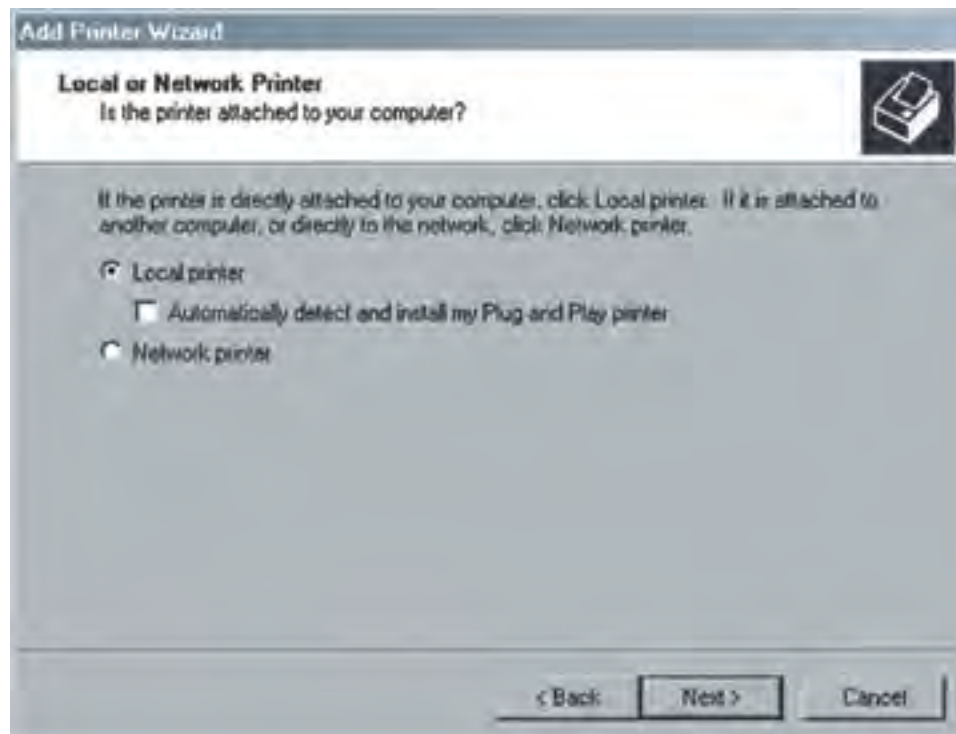 Add Printer Wizard
Local or Network Printer
Is the printer attached to your computer?
If the printer is directly attached to your computer, click Local printer. If it is attached to
another computer, or directly to the network, click Network printer.
Local printer
Automatically detect and install my Plug and Play printer
Network printer
< Back
Next >
Cancel